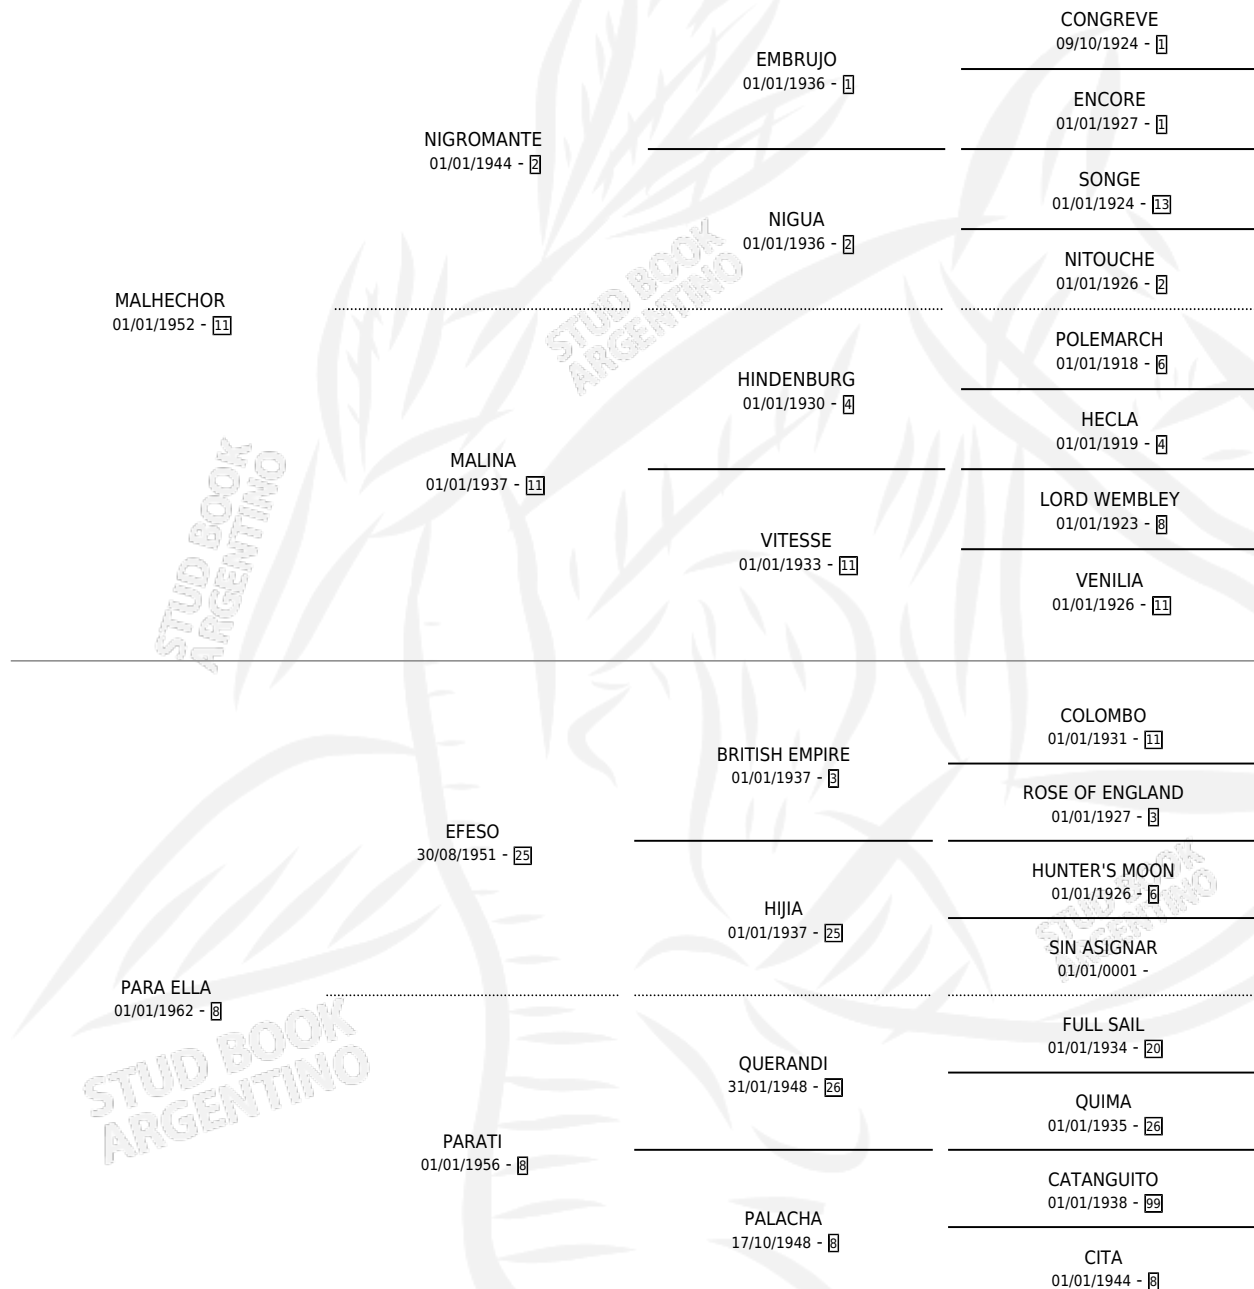 CONGREVE
09/10/1924 - 1
EMBRUJO
01/01/1936 - 1
ENCORE
01/01/1927 - 1
NIGROMANTE
01/01/1944 - 2
SONGE
01/01/1924 - 13
NIGUA
01/01/1936 - 2
NITOUCHE
01/01/1926 - 2
MALHECHOR
01/01/1952 - 11
POLEMARCH
01/01/1918 - 6
HINDENBURG
01/01/1930 - 4
HECLA
01/01/1919 - 4
MALINA
01/01/1937 - 11
LORD WEMBLEY
01/01/1923 - 8
VITESSE
01/01/1933 - 11
VENILIA
01/01/1926 - 11
COLOMBO
01/01/1931 - 11
BRITISH EMPIRE
01/01/1937 - 3
ROSE OF ENGLAND
01/01/1927 - 3
EFESO
30/08/1951 - 25
HUNTER'S MOON
01/01/1926 - 6
HIJIA
01/01/1937 - 25
SIN ASIGNAR
01/01/0001 -
PARA ELLA
01/01/1962 - 8
FULL SAIL
01/01/1934 - 20
QUERANDI
31/01/1948 - 26
QUIMA
01/01/1935 - 26
PARATI
01/01/1956 - 8
CATANGUITO
01/01/1938 - 99
PALACHA
17/10/1948 - 8
CITA
01/01/1944 - 8
STUD BOOK
ARGENTINO
STUD BOOK
ARGENTINO
STUD BOOK
ARGENTINO
STUD BOOK
ARGENTINO